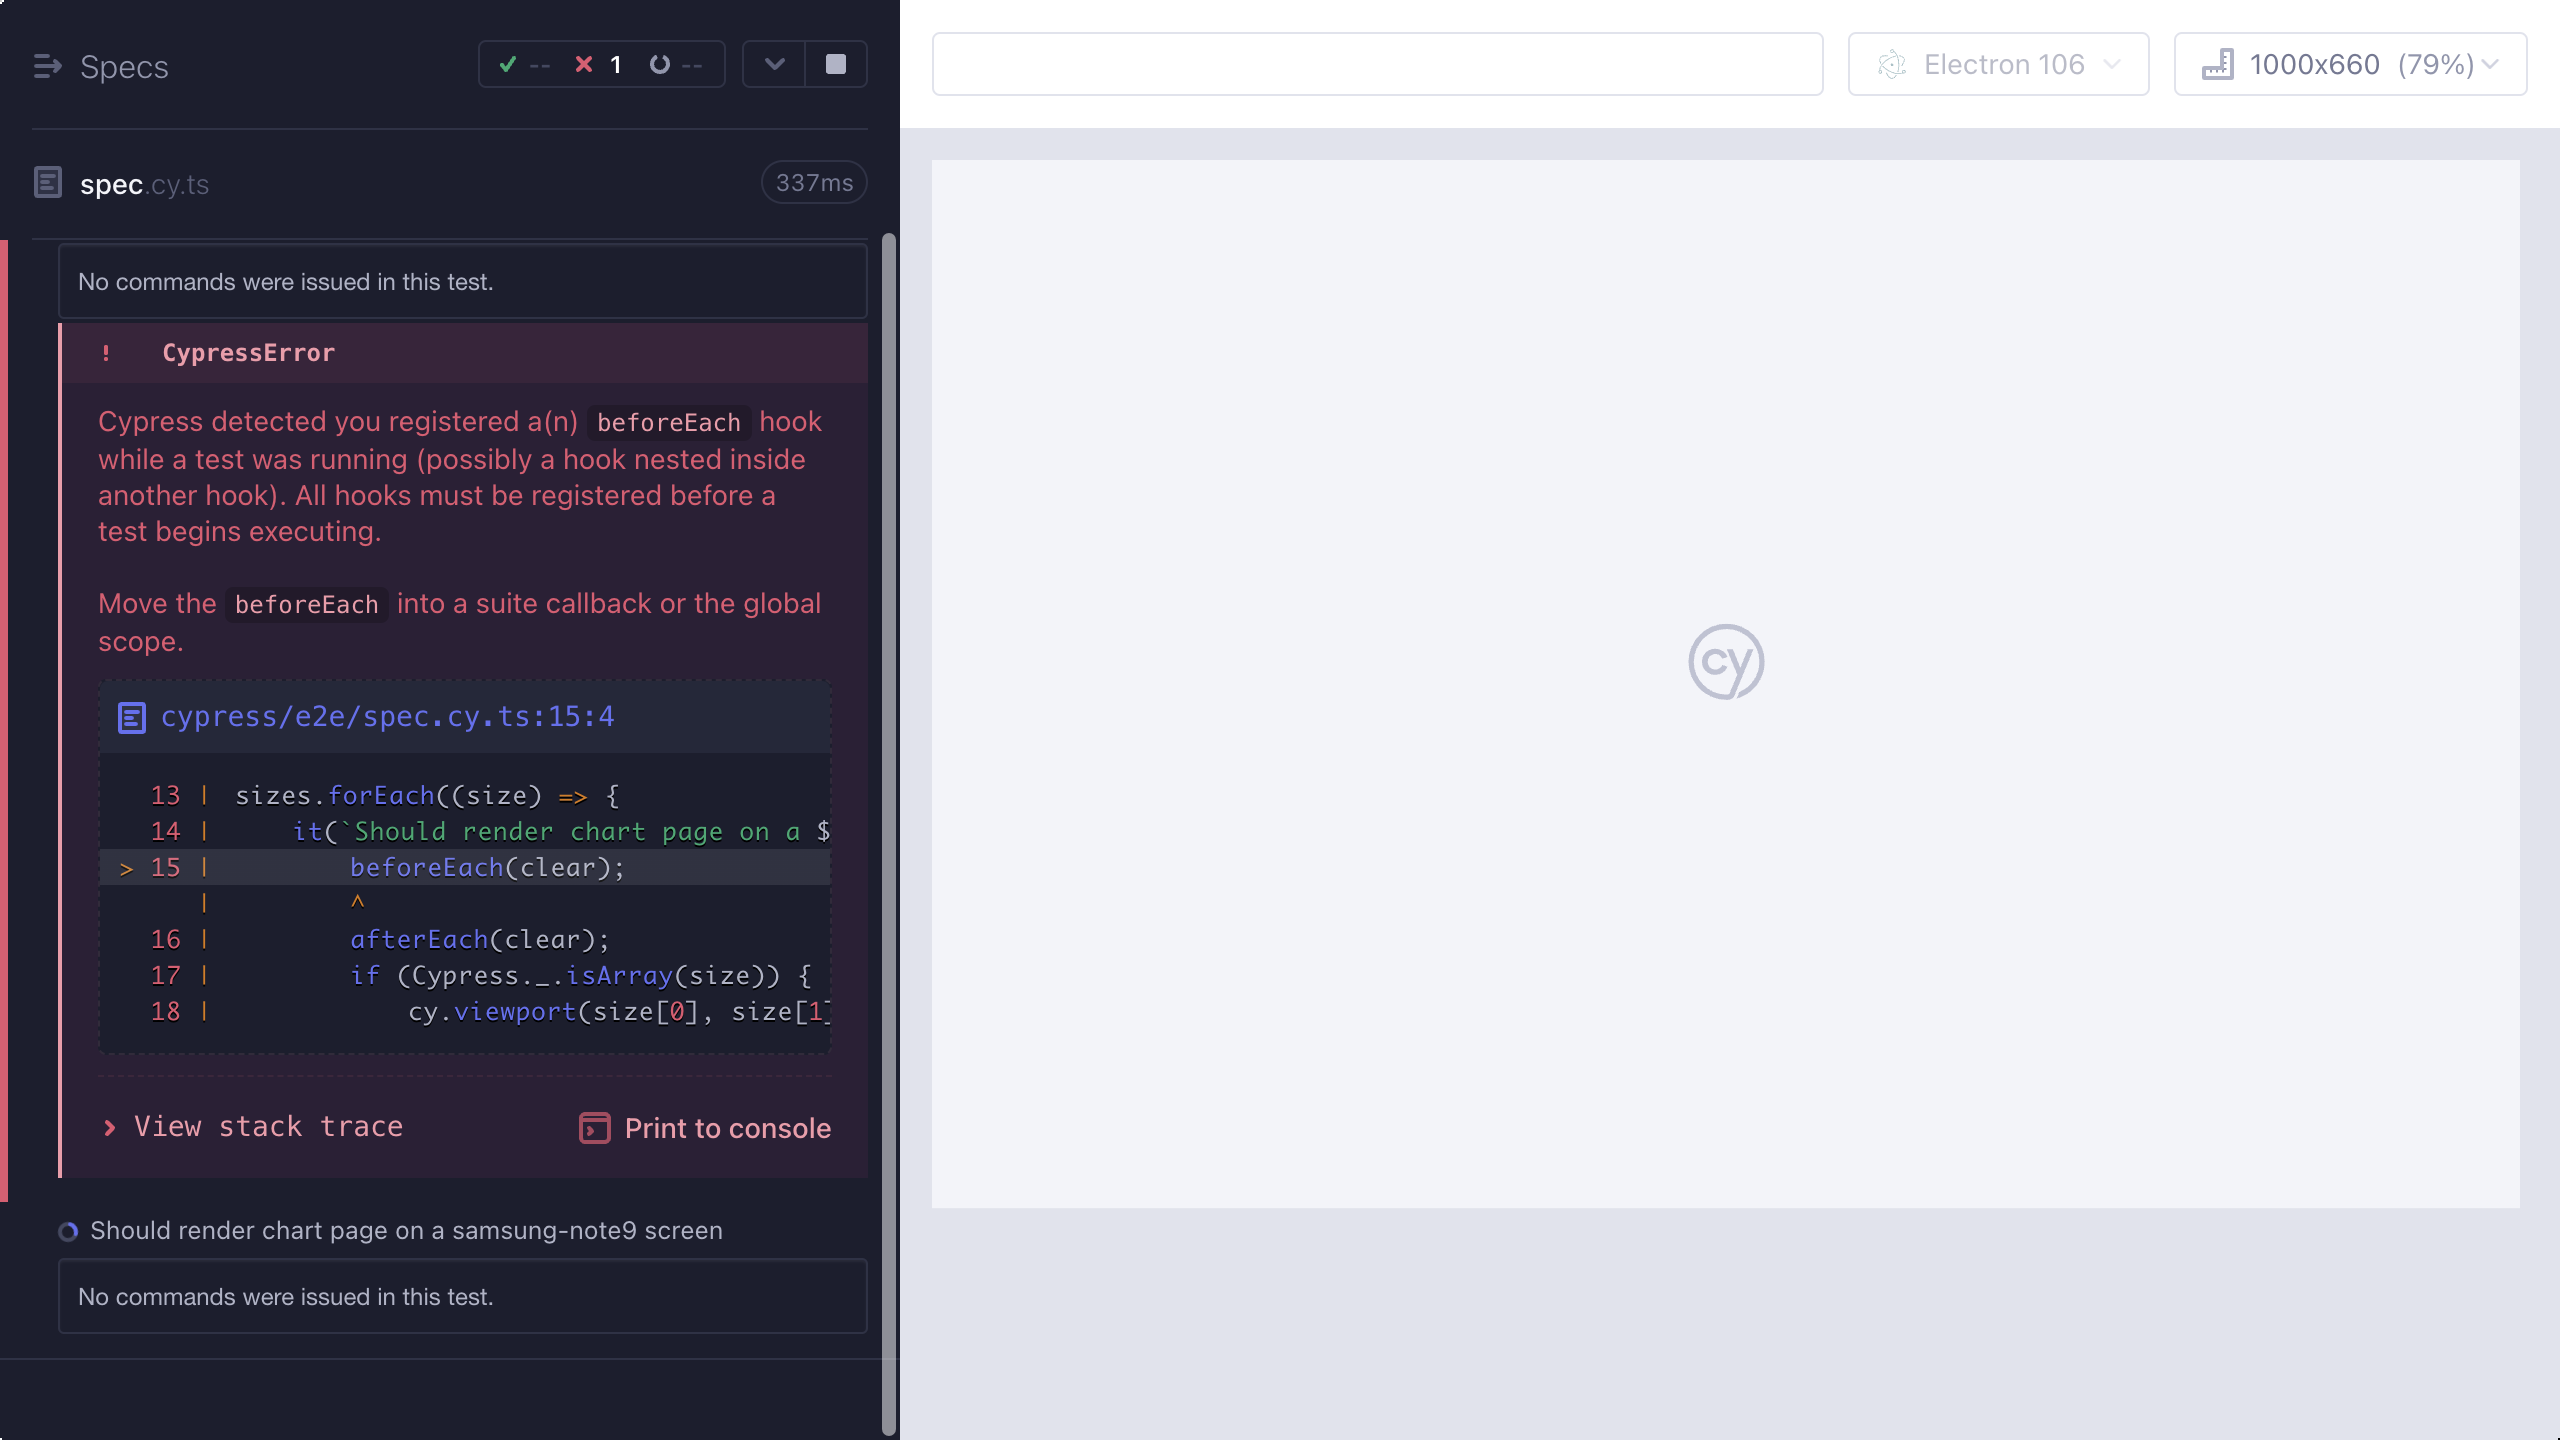 Specs
-- 1 --
spec.cy.ts
337ms
No commands were issued in this test.
! CypressError
Cypress detected you registered a(n) beforeEach hook
while a test was running (possibly a hook nested inside
another hook). All hooks must be registered before a
test begins executing.
Move the beforeEach into a suite callback or the global
scope.
cypress/e2e/spec.cy.ts:15:4
13 | sizes.forEach((size) => {
14 | it(`Should render chart page on a $
> 15 | beforeEach(clear);
| ^
16 | afterEach(clear);
17 | if (Cypress._.isArray(size)) {
18 | cy.viewport(size[0], size[1]
View stack trace
Print to console
Should render chart page on a samsung-note9 screen
No commands were issued in this test.
Electron 106
1000x660 (79%)
cy